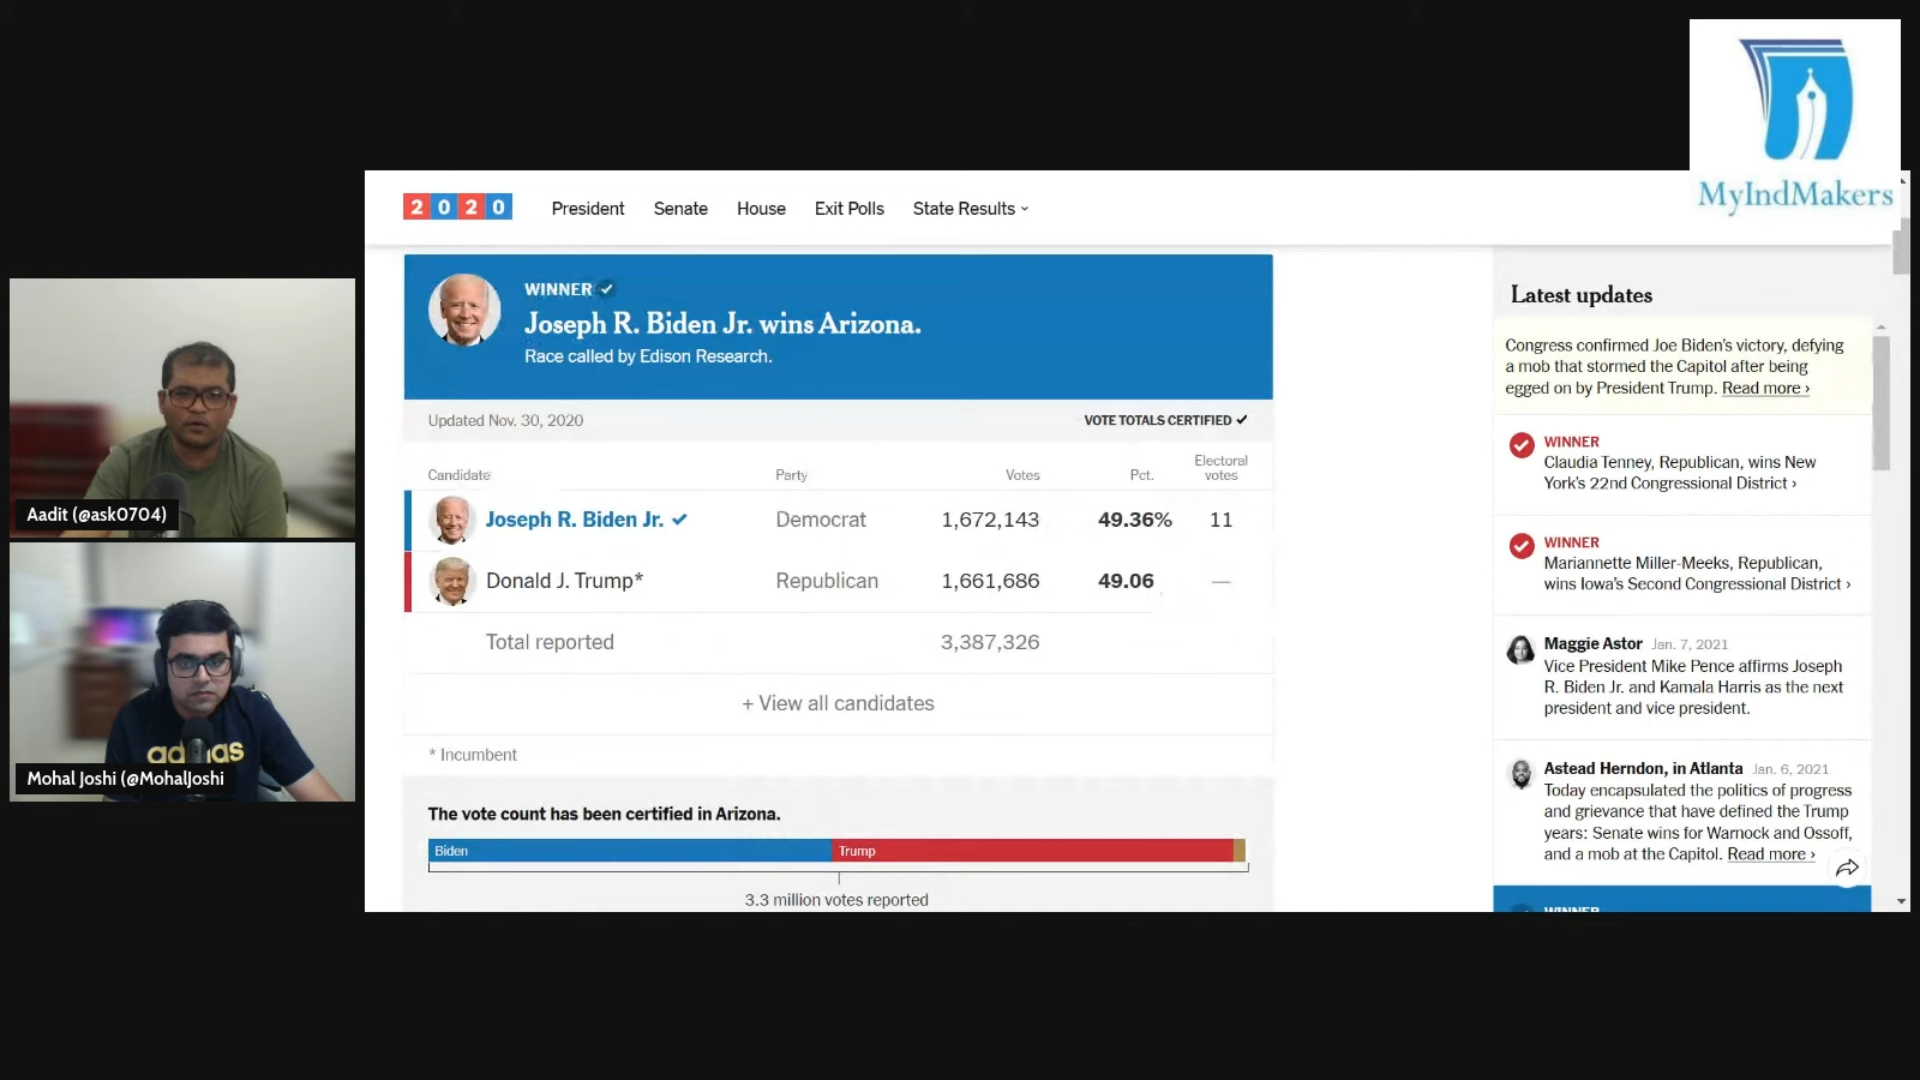 MyIndMakers
2020 President Senate House Exit Polls State Results
WINNER
Joseph R. Biden Jr. wins Arizona.
Race called by Edison Research.
Updated Nov. 30, 2020 VOTE TOTALS CERTIFIED
Candidate Party Votes Pct. Electoral votes
Joseph R. Biden Jr. Democrat 1,672,143 49.36% 11
Donald J. Trump* Republican 1,661,686 49.06 —
Total reported 3,387,326
+ View all candidates
* Incumbent
The vote count has been certified in Arizona.
Biden Trump
3.3 million votes reported
Latest updates
Congress confirmed Joe Biden's victory, defying
a mob that stormed the Capitol after being
egged on by President Trump. Read more ›
WINNER
Claudia Tenney, Republican, wins New
York's 22nd Congressional District ›
WINNER
Mariannette Miller-Meeks, Republican,
wins Iowa's Second Congressional District ›
Maggie Astor Jan. 7, 2021
Vice President Mike Pence affirms Joseph
R. Biden Jr. and Kamala Harris as the next
president and vice president.
Astead Herndon, in Atlanta Jan. 6, 2021
Today encapsulated the politics of progress
and grievance that have defined the Trump
years: Senate wins for Warnock and Ossoff,
and a mob at the Capitol. Read more ›
WINNER
Aadit (@ask0704)
adidas
Mohal Joshi (@MohalJoshi